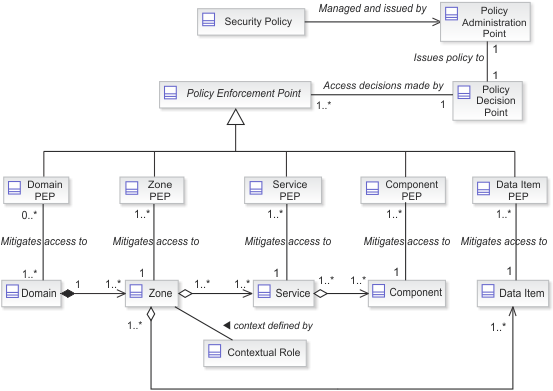 Security Policy
Managed and issued by
Policy
Administration
Point
1
Issues policy to
1
Policy Enforcement Point
Access decisions made by
1..*
1
Policy
Decision
Point
Domain
PEP
Zone
PEP
Service
PEP
Component
PEP
Data Item
PEP
0..*
1..*
1..*
1..*
1..*
Mitigates access to
Mitigates access to
Mitigates access to
Mitigates access to
Mitigates access to
1..*
1
1
1
1
Domain
1
1..*
Zone
1..*
1..*
Service
1..*
1..*
Component
Data Item
1..*
1..*
◀ context defined by
Contextual Role